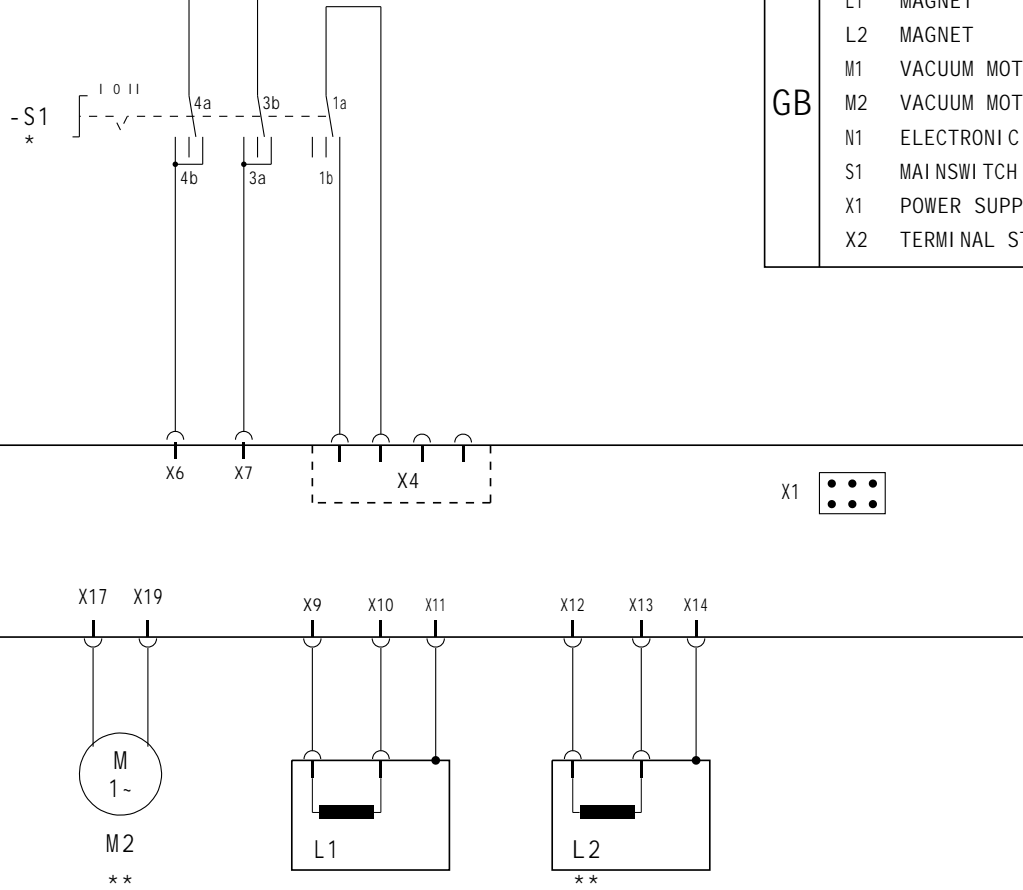 L1 MAGNET
L2 MAGNET
M1 VACUUM MOT
GB
M2 VACUUM MOT
N1 ELECTRONIC
S1 MAINSWITCH
X1 POWER SUPP
X2 TERMINAL ST
I 0 II
-S1
*
4a 3b 1a
4b 3a 1b
X6 X7 X4
X1
X17 X19 X9 X10 X11 X12 X13 X14
M
1~
M2
**
L1
L2
**